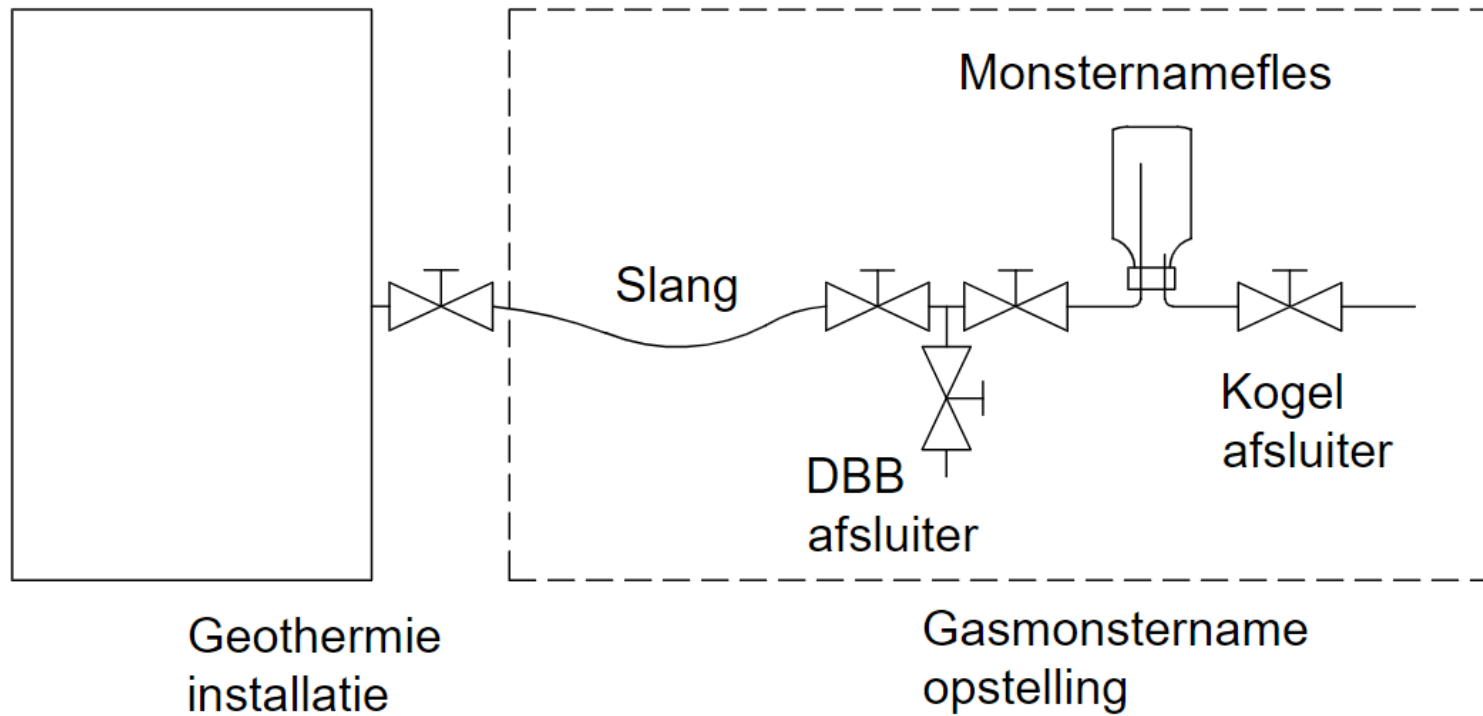 Monsternamefles
Slang
Kogel
afsluiter
DBB
afsluiter
Geothermie
installatie
Gasmonstername
opstelling